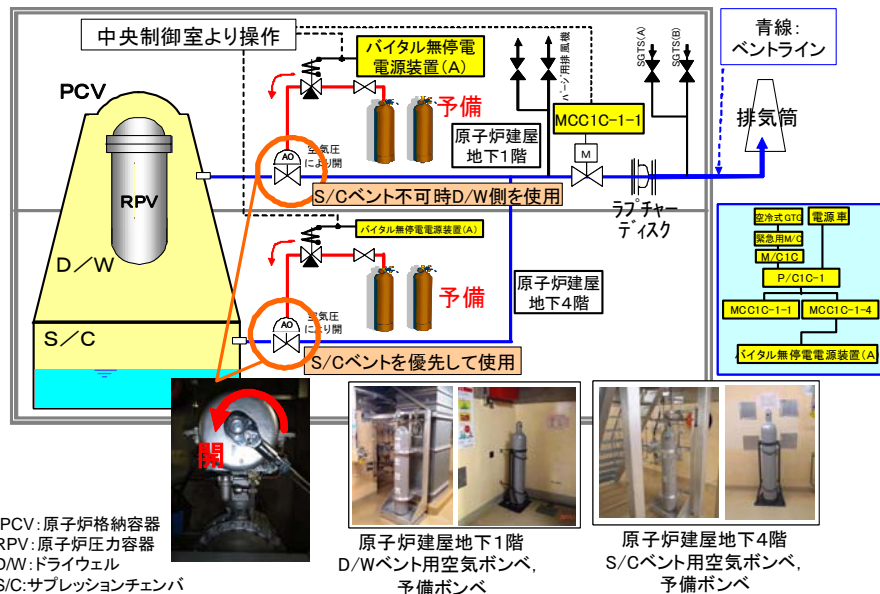 中央制御室より操作
バイタル無停電
電源装置(A)
青線：
ベントライン
SGTS(A)
SGTS(B)
パージ用排風機
PCV
予備
MCC1C-1-1
排気筒
原子炉建屋
地下1階
空気圧
により開
AO
M
RPV
S/Cベント不可時D/W側を使用
ラプチャー
ディスク
バイタル無停電電源装置(A)
D／W
予備
原子炉建屋
地下4階
空気圧
により開
AO
S／C
S/Cベントを優先して使用
空冷式GTG
電源車
緊急用M/C
M/C1C
P/C1C-1
MCC1C-1-1
MCC1C-1-4
バイタル無停電電源装置(A
開
PCV：原子炉格納容器
RPV：原子炉圧力容器
D/W：ドライウェル
S/C:サプレッションチェンバ
原子炉建屋地下1階
D/Wベント用空気ボンベ，
予備ボンベ
原子炉建屋地下4階
S/Cベント用空気ボンベ，
予備ボンベ